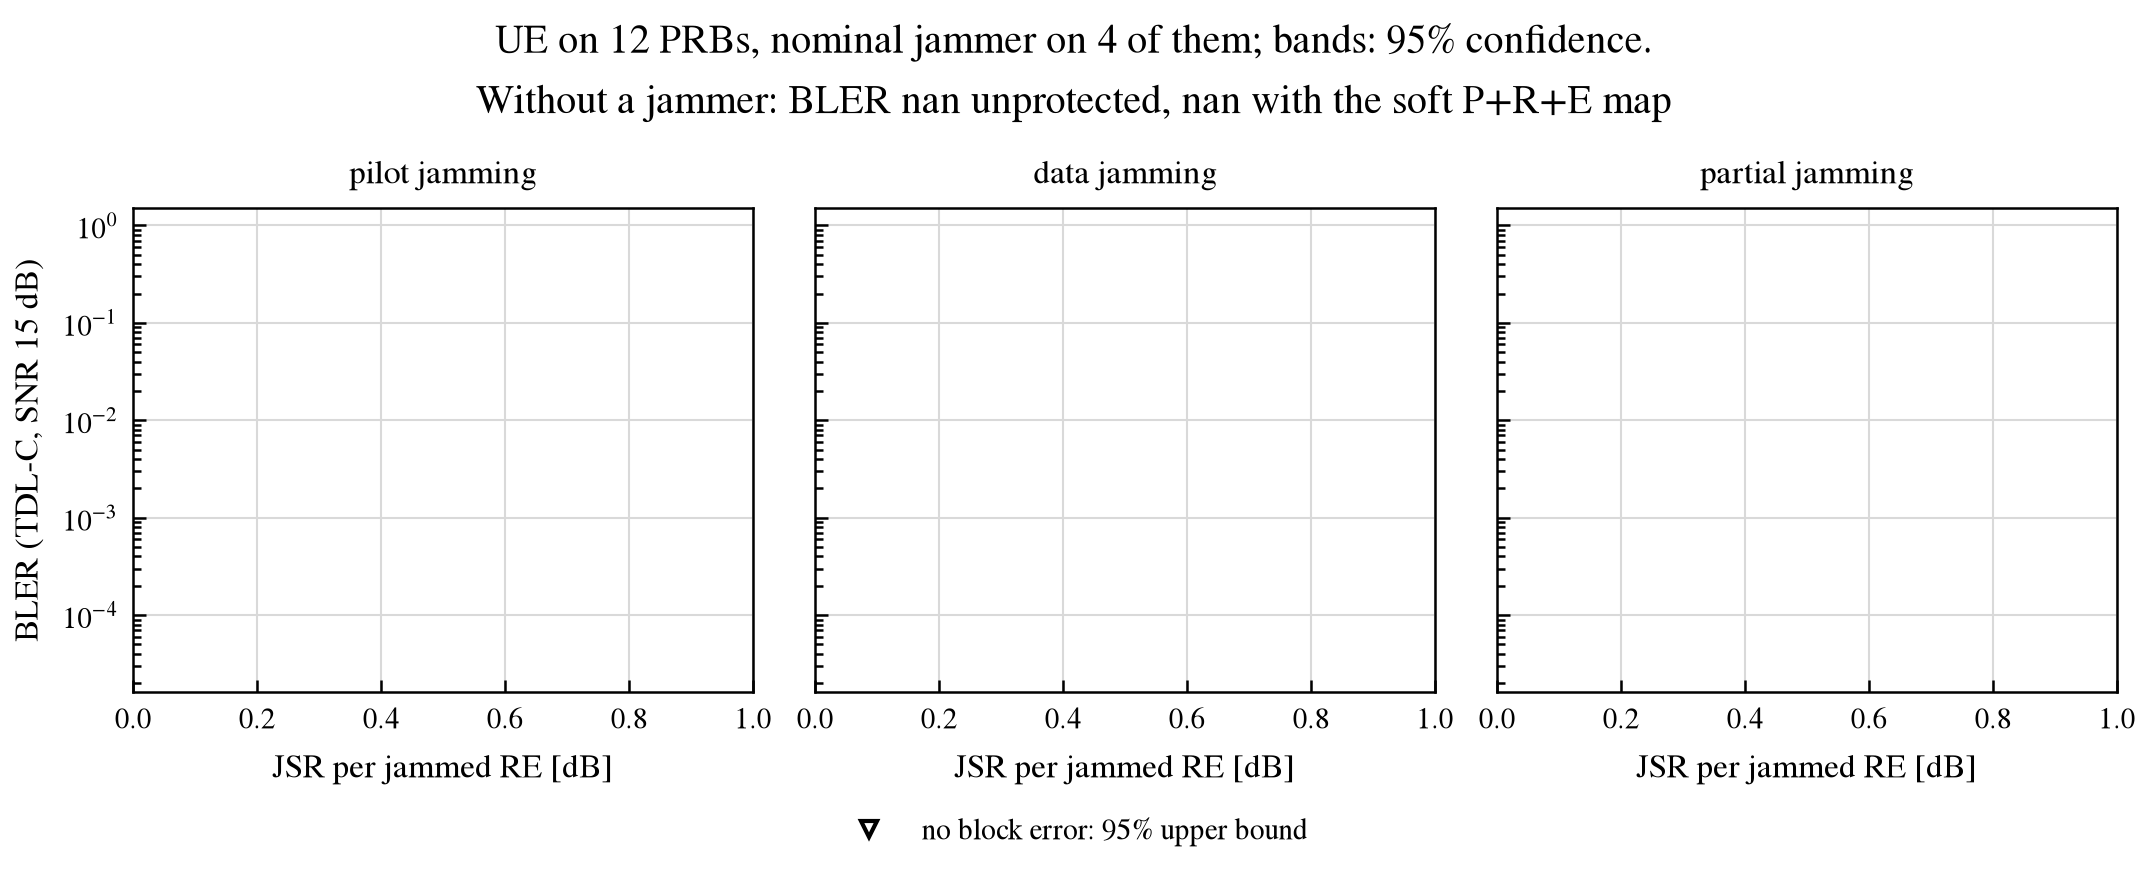 UE on 12 PRBs, nominal jammer on 4 of them; bands: 95% confidence.
Without a jammer: BLER nan unprotected, nan with the soft P+R+E map
pilot jamming
data jamming
partial jamming
BLER (TDL-C, SNR 15 dB)
10⁰
10⁻¹
10⁻²
10⁻³
10⁻⁴
0.0 0.2 0.4 0.6 0.8 1.0
0.0 0.2 0.4 0.6 0.8 1.0
0.0 0.2 0.4 0.6 0.8 1.0
JSR per jammed RE [dB]
JSR per jammed RE [dB]
JSR per jammed RE [dB]
no block error: 95% upper bound